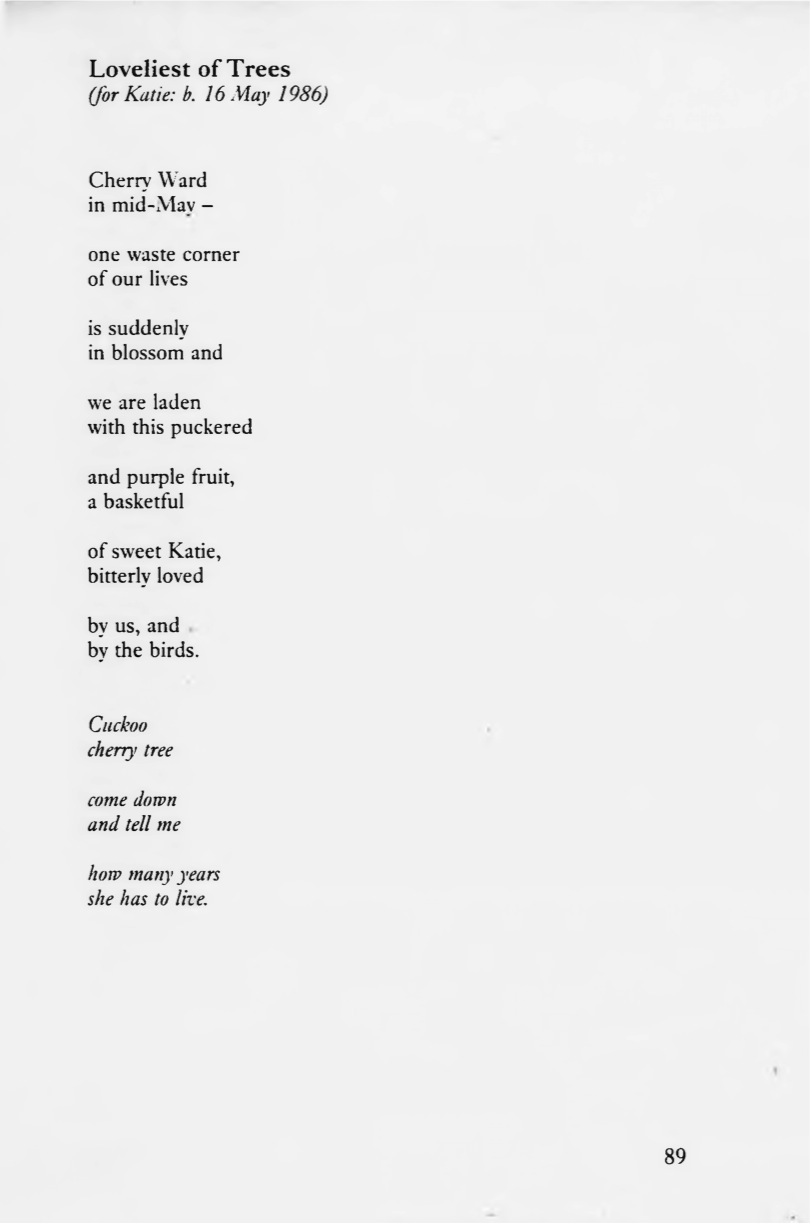 Loveliest of Trees
(for Katie: b. 16 May 1986)
Cherry Ward
in mid-May –
one waste corner
of our lives
is suddenly
in blossom and
we are laden
with this puckered
and purple fruit,
a basketful
of sweet Katie,
bitterly loved
by us, and
by the birds.
Cuckoo
cherry tree
come down
and tell me
how many years
she has to live.
89